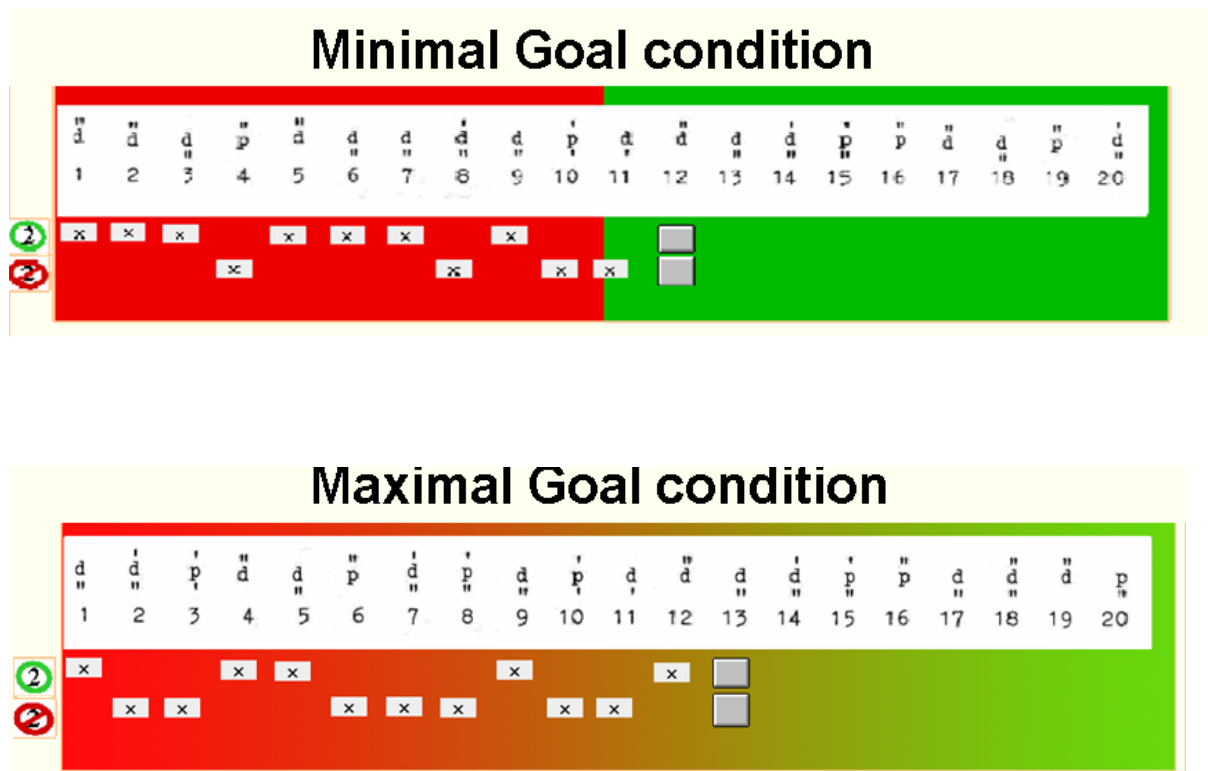 Minimal Goal condition
" " " " ' ' " ' ' " " " '
d d d p d d d d d p d d d d p p d d p d
" " " " " ' ' " " " " "
1 2 3 4 5 6 7 8 9 10 11 12 13 14 15 16 17 18 19 20
2 x x x x x x x
2 x x x x
Maximal Goal condition
' ' " " ' ' ' " ' ' " " "
d d p d d p d p d p d d d d p p d d d p
" " ' " " " " ' ' " " " " " "
1 2 3 4 5 6 7 8 9 10 11 12 13 14 15 16 17 18 19 20
2 x x x x x
2 x x x x x x x